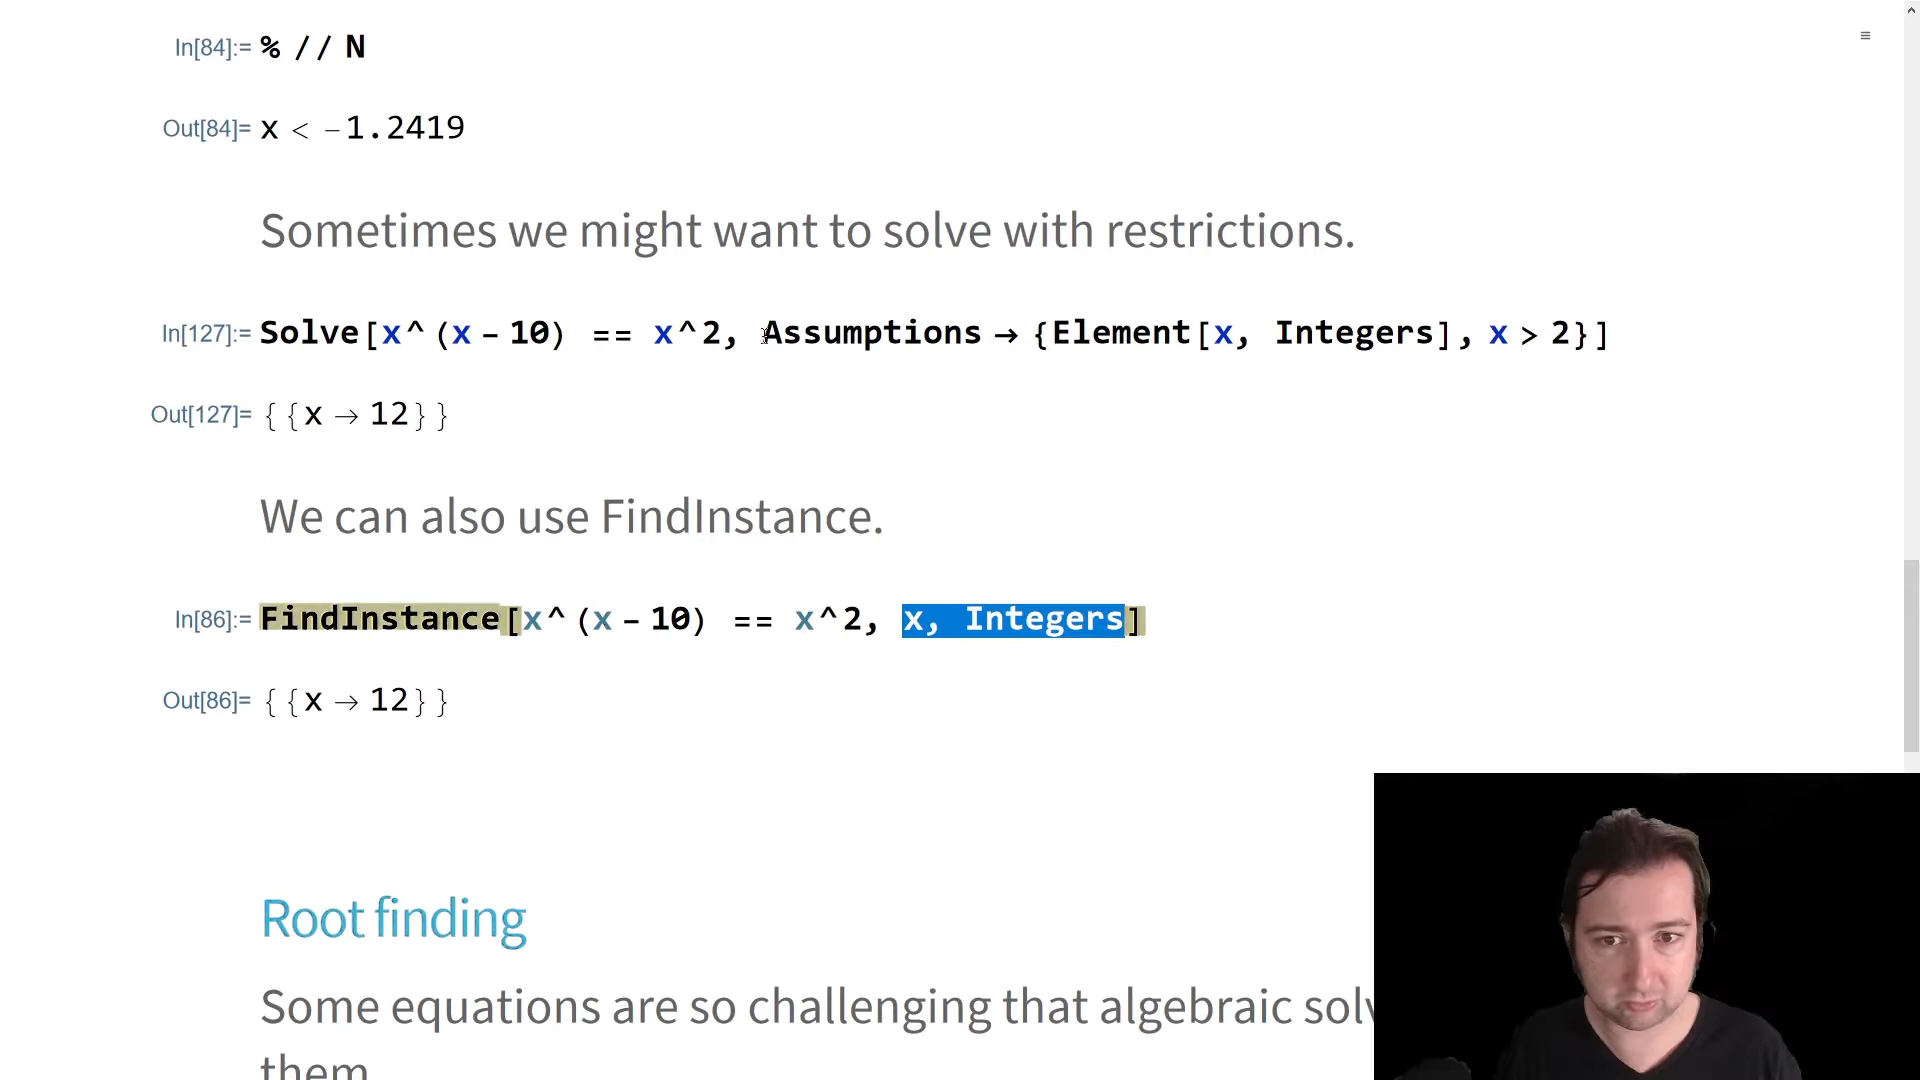 In[84]:= % // N
Out[84]= x < -1.2419
Sometimes we might want to solve with restrictions.
In[127]:= Solve[x^(x - 10) == x^2, Assumptions → {Element[x, Integers], x > 2}]
Out[127]= {{x → 12}}
We can also use FindInstance.
In[86]:= FindInstance[x^(x - 10) == x^2, x, Integers]
Out[86]= {{x → 12}}
Root finding
Some equations are so challenging that algebraic solv
them